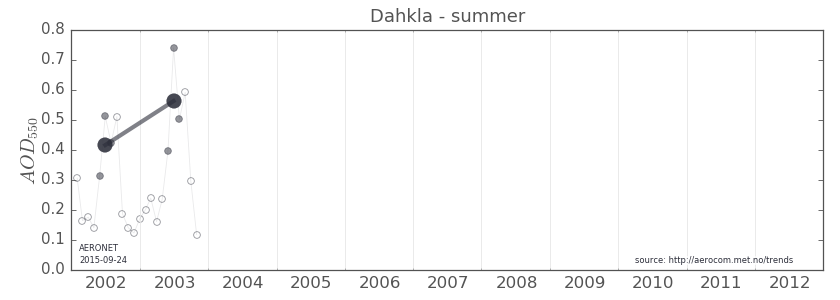 Dahkla - summer
0.8
0.7
0.6
0.5
0.4
0.3
0.2
0.1
0.0
AOD550
AERONET
2015-09-24
source: http://aerocom.met.no/trends
2002 2003 2004 2005 2006 2007 2008 2009 2010 2011 2012